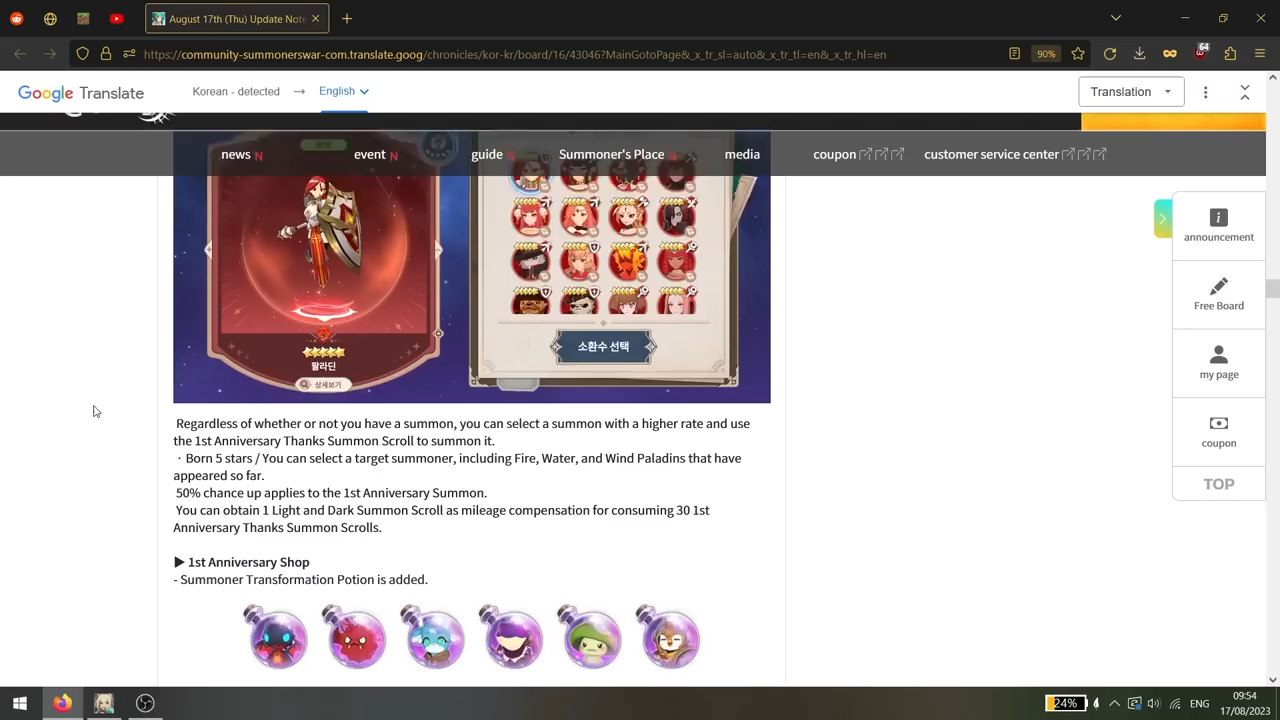 August 17th (Thu) Update Note
https://community-summonerswar-com.translate.goog/chronicles/kor-kr/board/16/43046?MainGotoPage&_x_tr_sl=auto&_x_tr_tl=en&_x_tr_hl=en
90%
64
Google Translate
Korean - detected
English
Translation
news N
event N
guide
Summoner's Place
media
coupon
customer service center
팔라딘
상세보기
소환수 선택
announcement
Free Board
my page
coupon
TOP
Regardless of whether or not you have a summon, you can select a summon with a higher rate and use
the 1st Anniversary Thanks Summon Scroll to summon it.
· Born 5 stars / You can select a target summoner, including Fire, Water, and Wind Paladins that have
appeared so far.
50% chance up applies to the 1st Anniversary Summon.
You can obtain 1 Light and Dark Summon Scroll as mileage compensation for consuming 30 1st
Anniversary Thanks Summon Scrolls.
▶ 1st Anniversary Shop
- Summoner Transformation Potion is added.
24%
ENG
09:54
17/08/2023